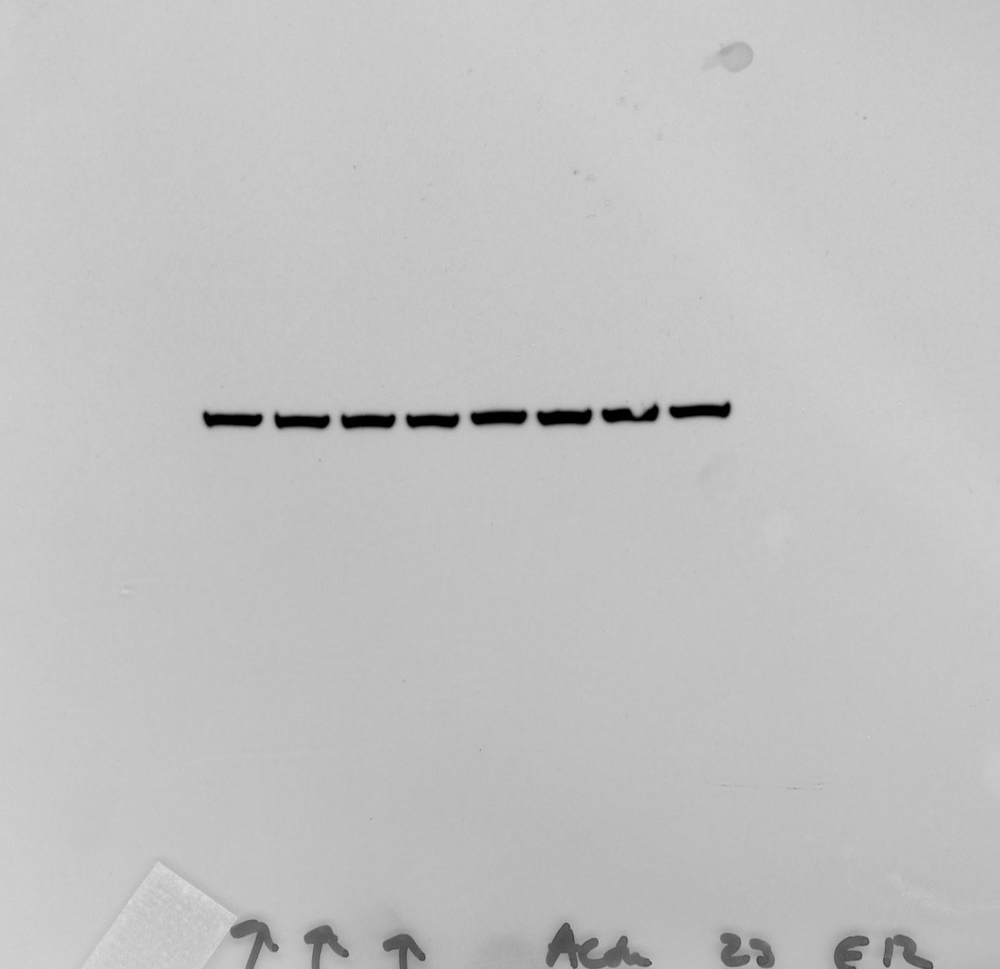 ↑ ↑ ↑ Actin 23 E12